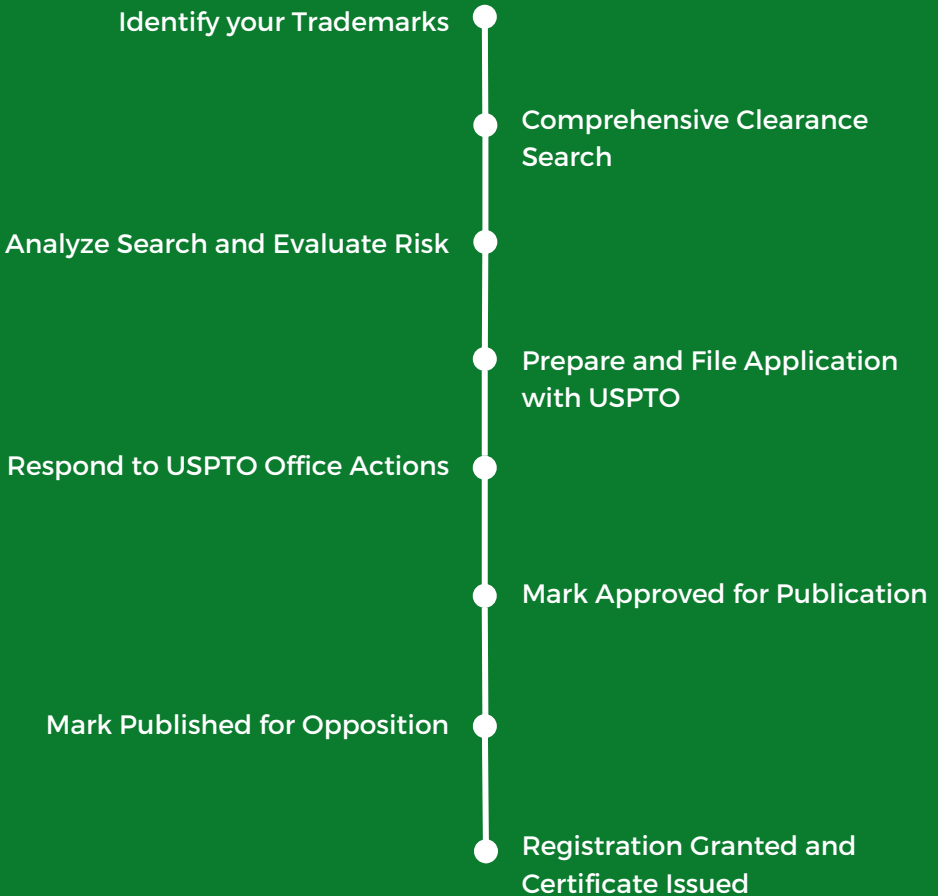 Identify your Trademarks
Comprehensive Clearance
Search
Analyze Search and Evaluate Risk
Prepare and File Application
with USPTO
Respond to USPTO Office Actions
Mark Approved for Publication
Mark Published for Opposition
Registration Granted and
Certificate Issued